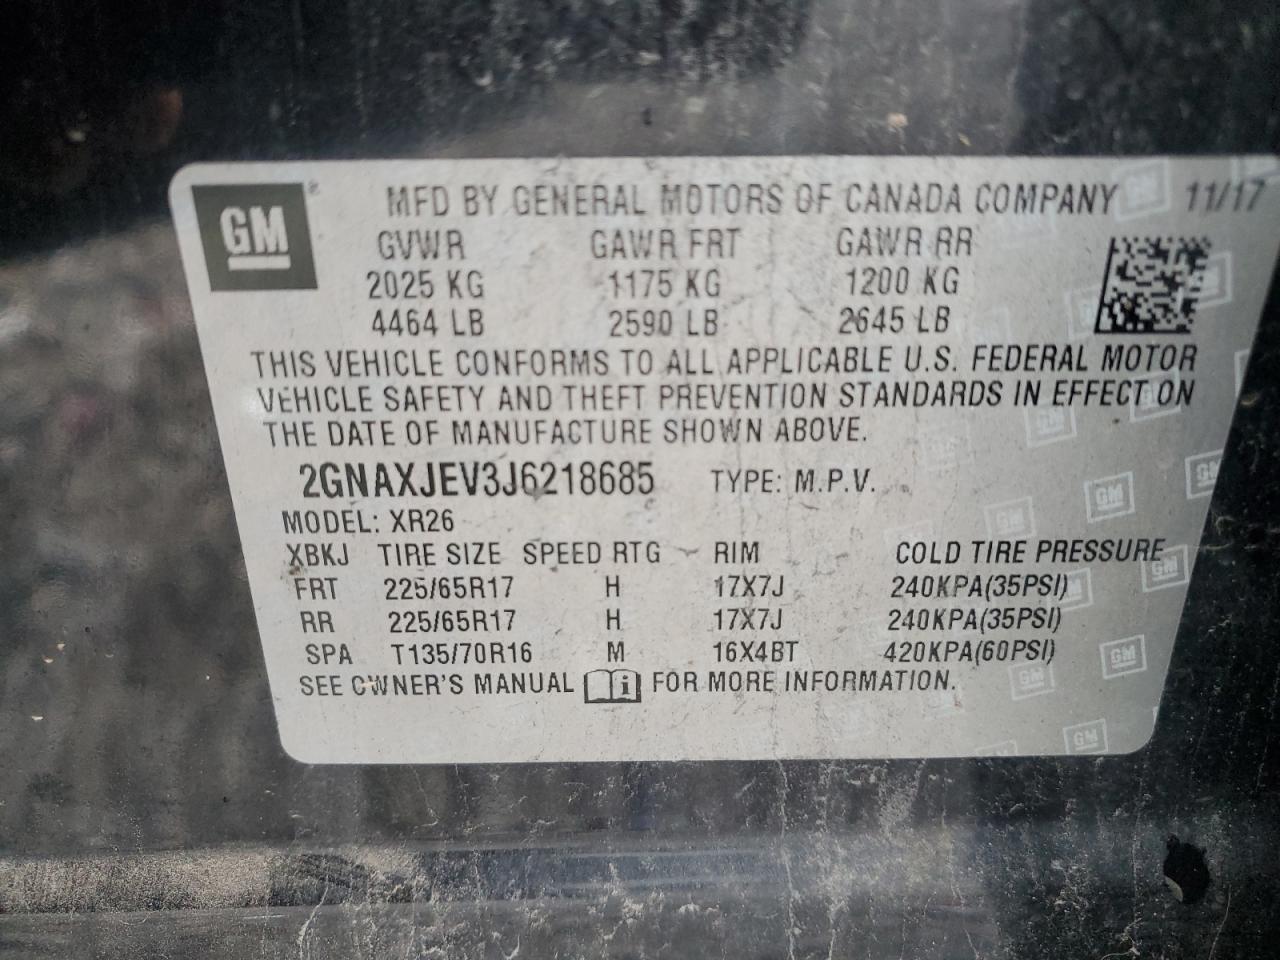 GM ® MFD BY GENERAL MOTORS OF CANADA COMPANY 11/17
GVWR GAWR FRT GAWR RR
2025 KG 1175 KG 1200 KG
4464 LB 2590 LB 2645 LB
THIS VEHICLE CONFORMS TO ALL APPLICABLE U.S. FEDERAL MOTOR
VEHICLE SAFETY AND THEFT PREVENTION STANDARDS IN EFFECT ON
THE DATE OF MANUFACTURE SHOWN ABOVE.
2GNAXJEV3J6218685 TYPE: M.P.V.
MODEL: XR26
XBKJ TIRE SIZE SPEED RTG RIM COLD TIRE PRESSURE
FRT 225/65R17 H 17X7J 240KPA(35PSI)
RR 225/65R17 H 17X7J 240KPA(35PSI)
SPA T135/70R16 M 16X4BT 420KPA(60PSI)
SEE OWNER'S MANUAL i FOR MORE INFORMATION.